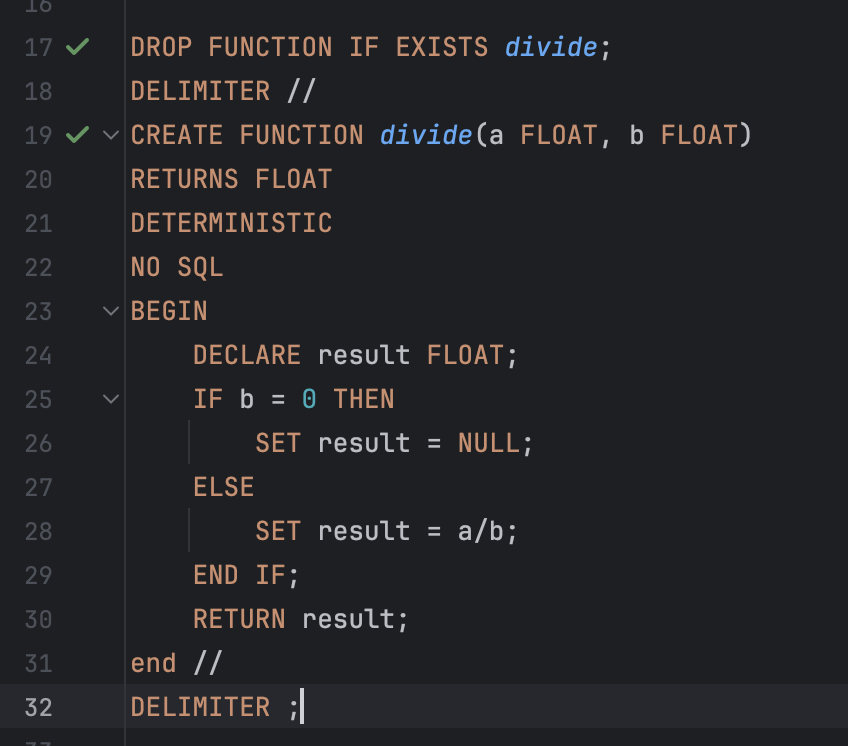 16
17 DROP FUNCTION IF EXISTS divide;
18 DELIMITER //
19 CREATE FUNCTION divide(a FLOAT, b FLOAT)
20 RETURNS FLOAT
21 DETERMINISTIC
22 NO SQL
23 BEGIN
24     DECLARE result FLOAT;
25     IF b = 0 THEN
26         SET result = NULL;
27     ELSE
28         SET result = a/b;
29     END IF;
30     RETURN result;
31 end //
32 DELIMITER ;
33